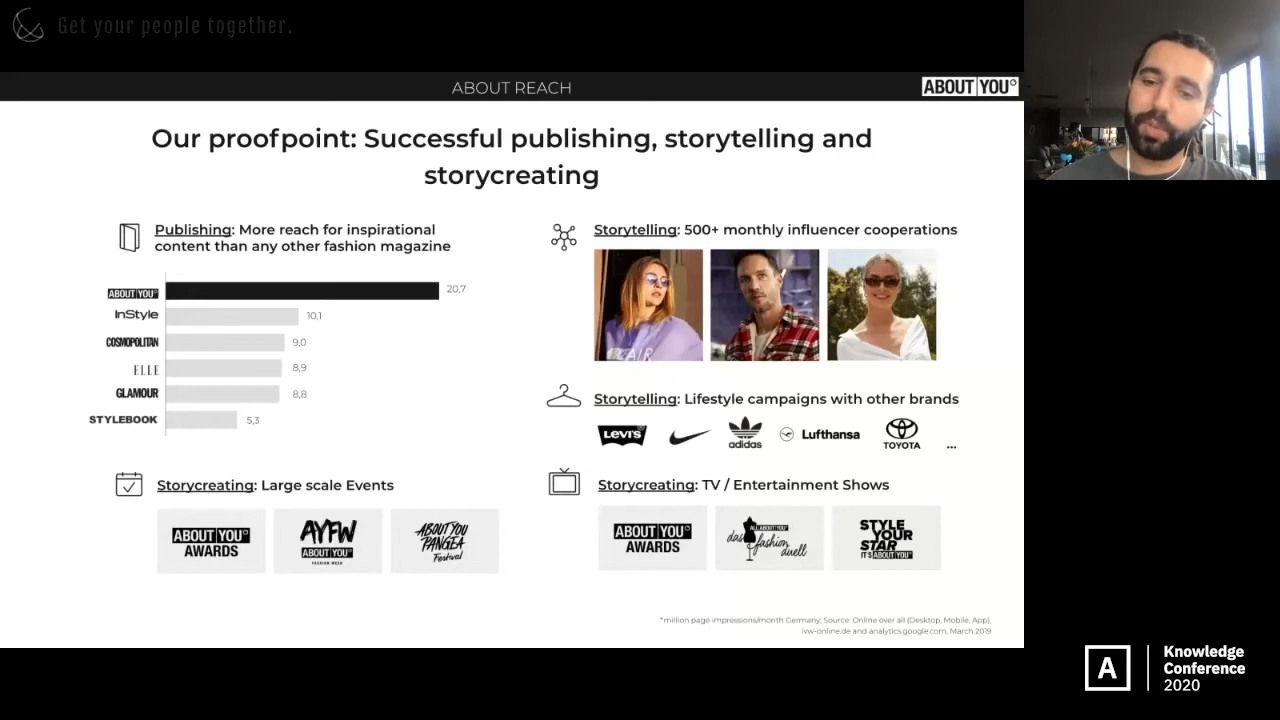 Get your people together.
ABOUT REACH
ABOUT YOU°
Our proofpoint: Successful publishing, storytelling and
storycreating
Publishing: More reach for inspirational
content than any other fashion magazine
ABOUT YOU° 20,7
InStyle 10,1
COSMOPOLITAN 9,0
ELLE 8,9
GLAMOUR 8,8
STYLEBOOK 5,3
Storytelling: 500+ monthly influencer cooperations
Storytelling: Lifestyle campaigns with other brands
LEVI'S adidas Lufthansa TOYOTA ...
Storycreating: Large scale Events
ABOUT YOU°
AWARDS
AYFW
ABOUT YOU°
FASHION WEEK
ABOUT YOU
PANGEA
Festival
Storycreating: TV / Entertainment Shows
ABOUT YOU°
AWARDS
ALL ABOUT YOU°
das fashion
duell
STYLE
YOUR
STAR
IT'S ABOUT YOU°
*million page impressions/month Germany; Source: Online over all (Desktop, Mobile, App),
ivw-online.de and analytics.google.com, March 2019
A
Knowledge
Conference
2020